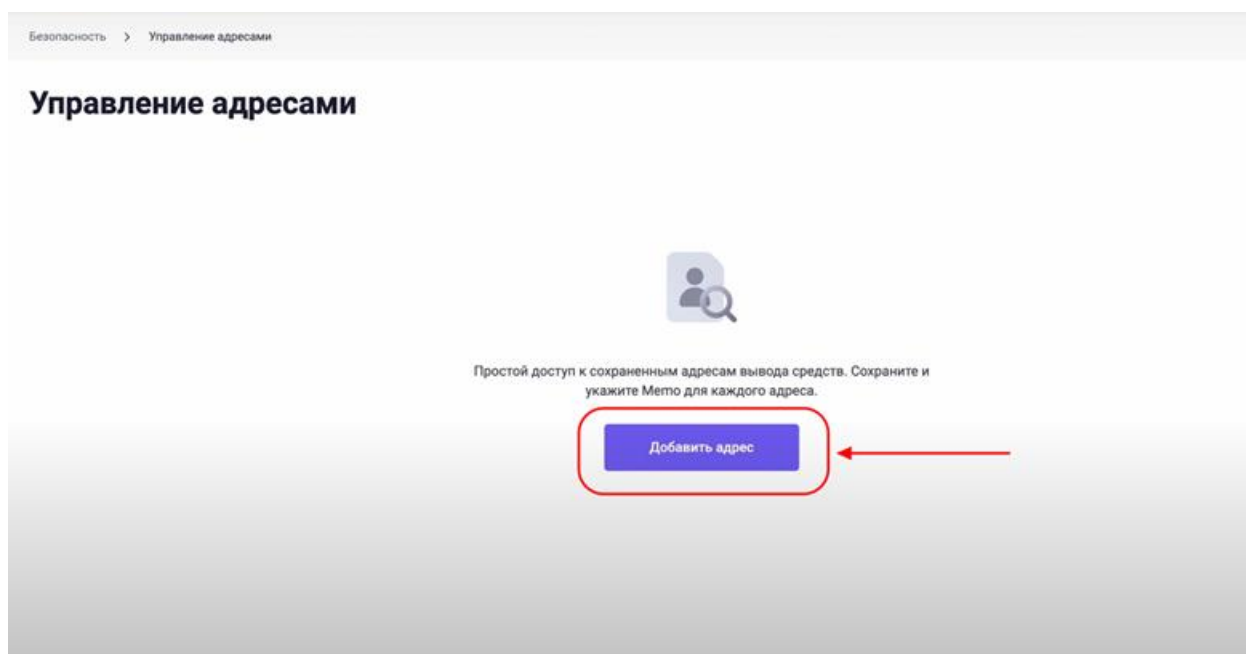 Безопасность > Управление адресами
Управление адресами
Простой доступ к сохраненным адресам вывода средств. Сохраните и
укажите Memo для каждого адреса.
Добавить адрес